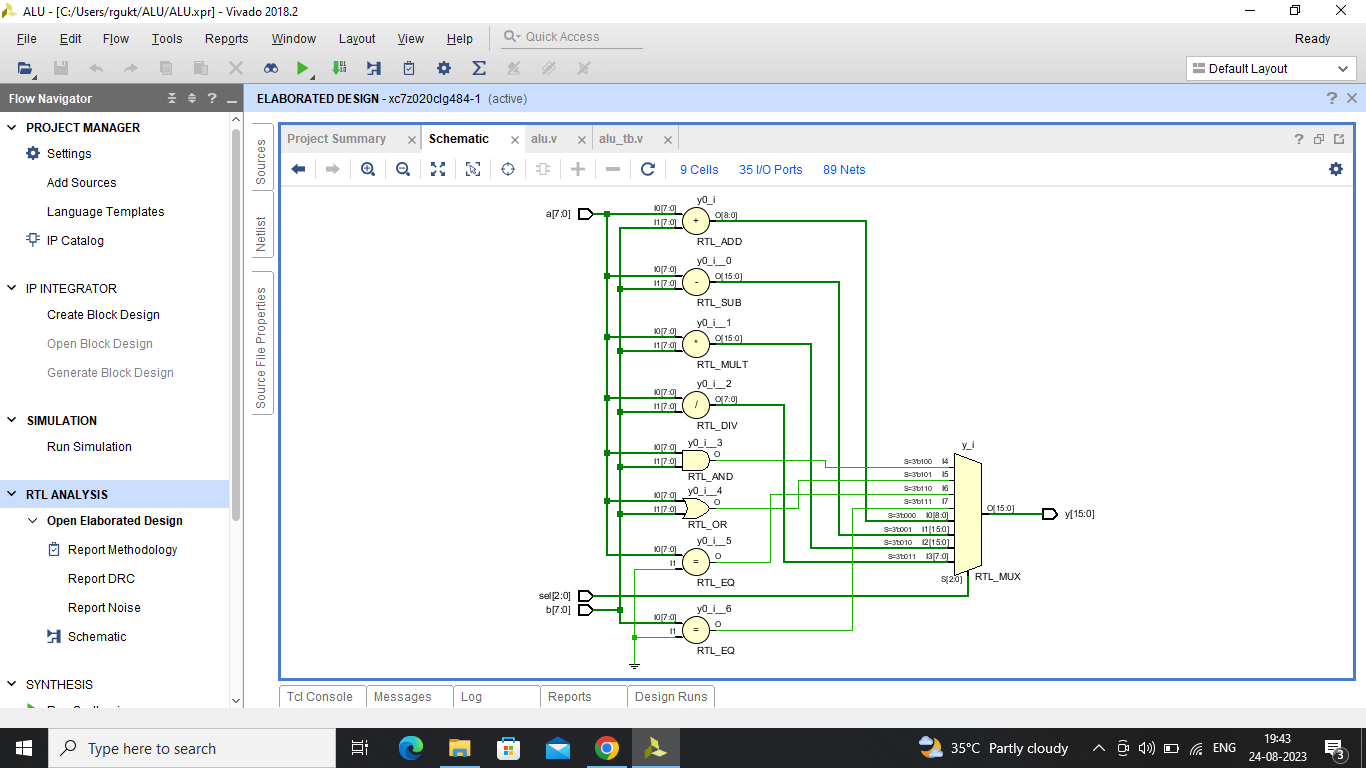 ALU - [C:/Users/rgukt/ALU/ALU.xpr] - Vivado 2018.2
File Edit Flow Tools Reports Window Layout View Help Quick Access Ready
Default Layout
Flow Navigator
ELABORATED DESIGN - xc7z020clg484-1 (active)
PROJECT MANAGER
Settings
Add Sources
Language Templates
IP Catalog
IP INTEGRATOR
Create Block Design
Open Block Design
Generate Block Design
SIMULATION
Run Simulation
RTL ANALYSIS
Open Elaborated Design
Report Methodology
Report DRC
Report Noise
Schematic
SYNTHESIS
Sources
Netlist
Source File Properties
Project Summary Schematic alu.v alu_tb.v
9 Cells 35 I/O Ports 89 Nets
y0_i
a[7:0] I0[7:0] + O[8:0]
I1[7:0]
RTL_ADD
y0_i__0
I0[7:0] - O[15:0]
I1[7:0]
RTL_SUB
y0_i__1
I0[7:0] * O[15:0]
I1[7:0]
RTL_MULT
y0_i__2
I0[7:0] / O[7:0]
I1[7:0]
RTL_DIV
y0_i__3
I0[7:0] O
I1[7:0]
RTL_AND
y0_i__4
I0[7:0] O
I1[7:0]
RTL_OR
y0_i__5
I0[7:0] = O
I1
RTL_EQ
sel[2:0]
b[7:0]
y0_i__6
I0[7:0] = O
I1
RTL_EQ
y_i
S=3'b100 I4
S=3'b101 I5
S=3'b110 I6
S=3'b111 I7
S=3'b000 I0[8:0]
S=3'b001 I1[15:0]
S=3'b010 I2[15:0]
S=3'b011 I3[7:0]
S[2:0]
O[15:0] y[15:0]
RTL_MUX
Tcl Console Messages Log Reports Design Runs
Type here to search
35°C Partly cloudy
ENG
19:43
24-08-2023
3